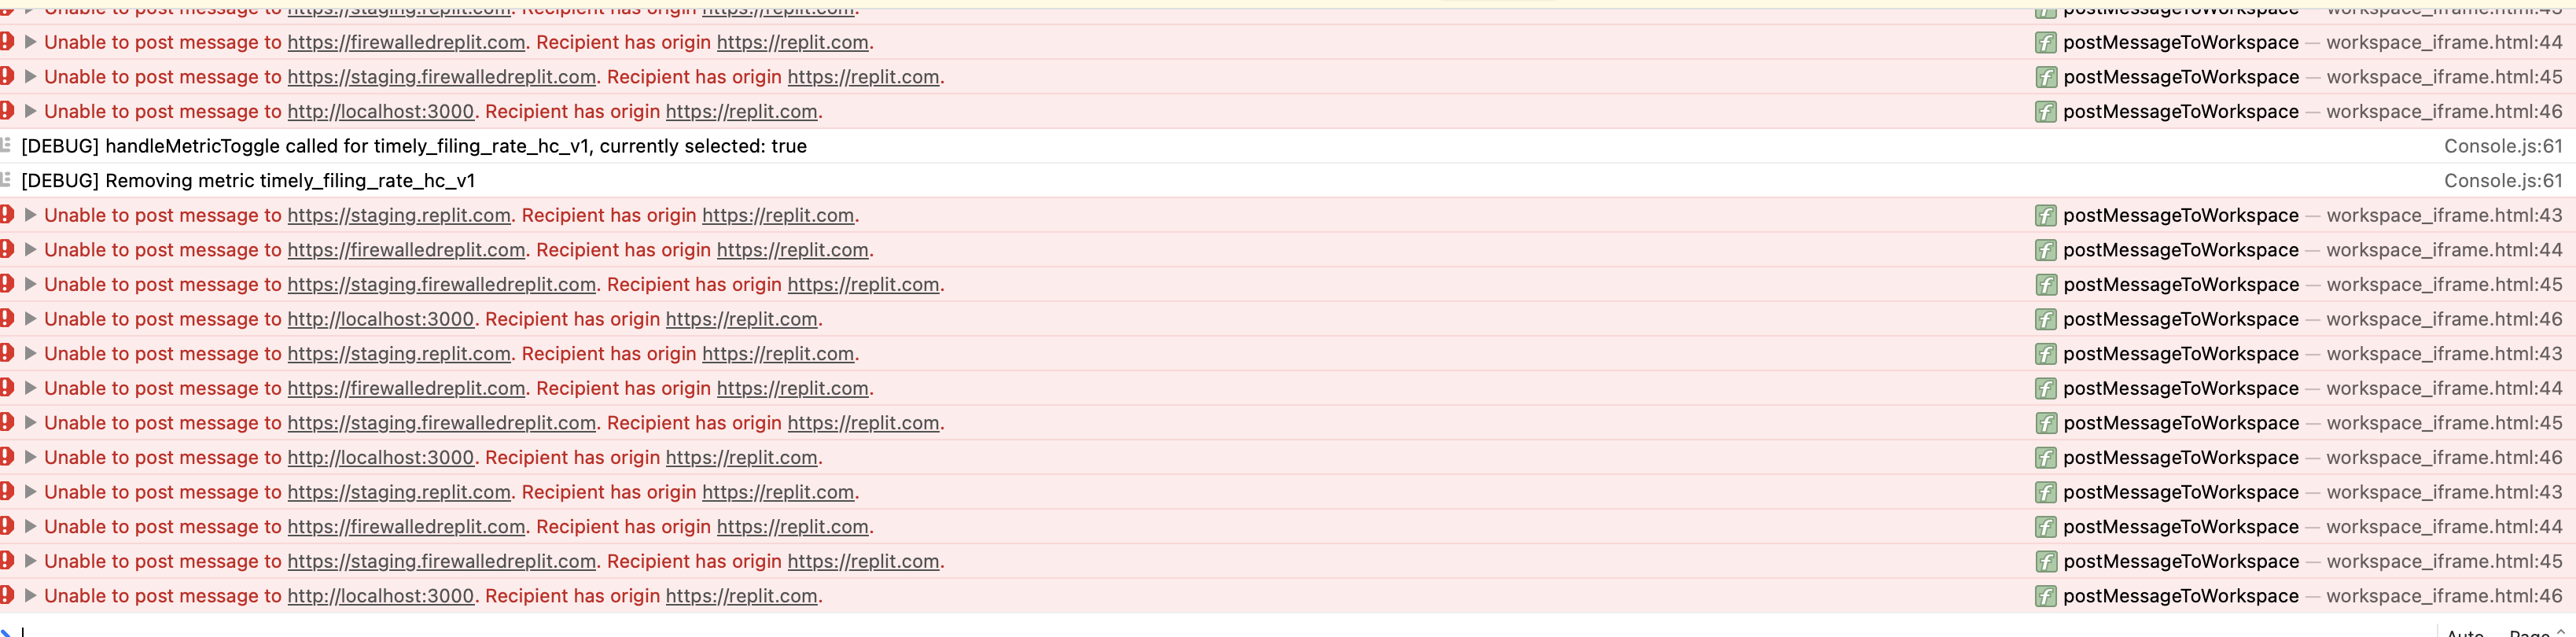 Unable to post message to https://staging.replit.com. Recipient has origin https://replit.com. postMessageToWorkspace — workspace_iframe.html:43
Unable to post message to https://firewalledreplit.com. Recipient has origin https://replit.com. postMessageToWorkspace — workspace_iframe.html:44
Unable to post message to https://staging.firewalledreplit.com. Recipient has origin https://replit.com. postMessageToWorkspace — workspace_iframe.html:45
Unable to post message to http://localhost:3000. Recipient has origin https://replit.com. postMessageToWorkspace — workspace_iframe.html:46
[DEBUG] handleMetricToggle called for timely_filing_rate_hc_v1, currently selected: true Console.js:61
[DEBUG] Removing metric timely_filing_rate_hc_v1 Console.js:61
Unable to post message to https://staging.replit.com. Recipient has origin https://replit.com. postMessageToWorkspace — workspace_iframe.html:43
Unable to post message to https://firewalledreplit.com. Recipient has origin https://replit.com. postMessageToWorkspace — workspace_iframe.html:44
Unable to post message to https://staging.firewalledreplit.com. Recipient has origin https://replit.com. postMessageToWorkspace — workspace_iframe.html:45
Unable to post message to http://localhost:3000. Recipient has origin https://replit.com. postMessageToWorkspace — workspace_iframe.html:46
Unable to post message to https://staging.replit.com. Recipient has origin https://replit.com. postMessageToWorkspace — workspace_iframe.html:43
Unable to post message to https://firewalledreplit.com. Recipient has origin https://replit.com. postMessageToWorkspace — workspace_iframe.html:44
Unable to post message to https://staging.firewalledreplit.com. Recipient has origin https://replit.com. postMessageToWorkspace — workspace_iframe.html:45
Unable to post message to http://localhost:3000. Recipient has origin https://replit.com. postMessageToWorkspace — workspace_iframe.html:46
Unable to post message to https://staging.replit.com. Recipient has origin https://replit.com. postMessageToWorkspace — workspace_iframe.html:43
Unable to post message to https://firewalledreplit.com. Recipient has origin https://replit.com. postMessageToWorkspace — workspace_iframe.html:44
Unable to post message to https://staging.firewalledreplit.com. Recipient has origin https://replit.com. postMessageToWorkspace — workspace_iframe.html:45
Unable to post message to http://localhost:3000. Recipient has origin https://replit.com. postMessageToWorkspace — workspace_iframe.html:46
Auto Page